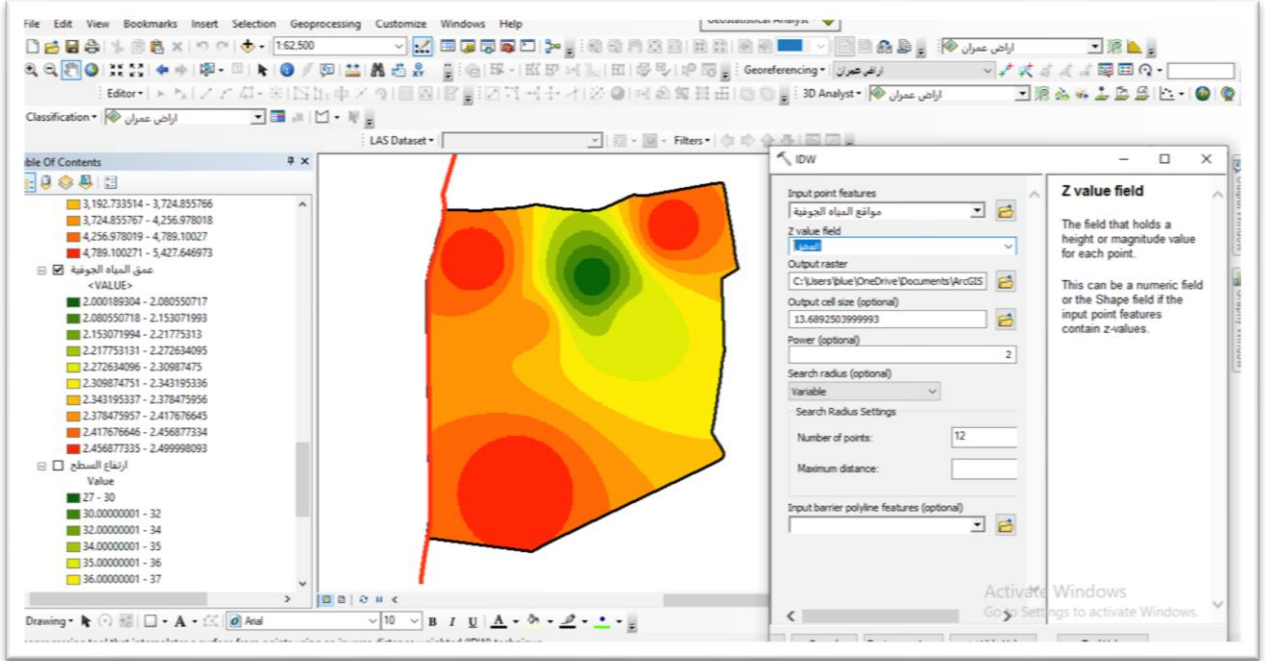 File Edit View Bookmarks Insert Selection Geoprocessing Customize Windows Help
1:62,500
اراضي عمران
Georeferencing
Editor
3D Analyst اراضي عمران
Classification اراضي عمران
LAS Dataset Filters
ble Of Contents
3,192.733514 - 3,724.855766
3,724.855767 - 4,256.978018
4,256.978019 - 4,789.10027
4,789.100271 - 5,427.646973
عمق المياه الجوفية
<VALUE>
2.000189304 - 2.080550717
2.080550718 - 2.153071993
2.153071994 - 2.21775313
2.217753131 - 2.272634095
2.272634096 - 2.30987475
2.309874751 - 2.343195336
2.343195337 - 2.378475956
2.378475957 - 2.417676645
2.417676646 - 2.456877334
2.456877335 - 2.499998093
ارتفاع السطح
Value
27 - 30
30.00000001 - 32
32.00000001 - 34
34.00000001 - 35
35.00000001 - 36
36.00000001 - 37
Drawing A Arial 10 B I U A
IDW
Input point features
مواقع المياه الجوفية
Z value field
العمق
Output raster
C:\Users\blue\OneDrive\Documents\ArcGIS
Output cell size (optional)
13.6892503999993
Power (optional)
2
Search radius (optional)
Variable
Search Radius Settings
Number of points: 12
Maximum distance:
Input barrier polyline features (optional)
Z value field
The field that holds a
height or magnitude value
for each point.
This can be a numeric field
or the Shape field if the
input point features
contain z-values.
Activate Windows
Go to Settings to activate Windows.